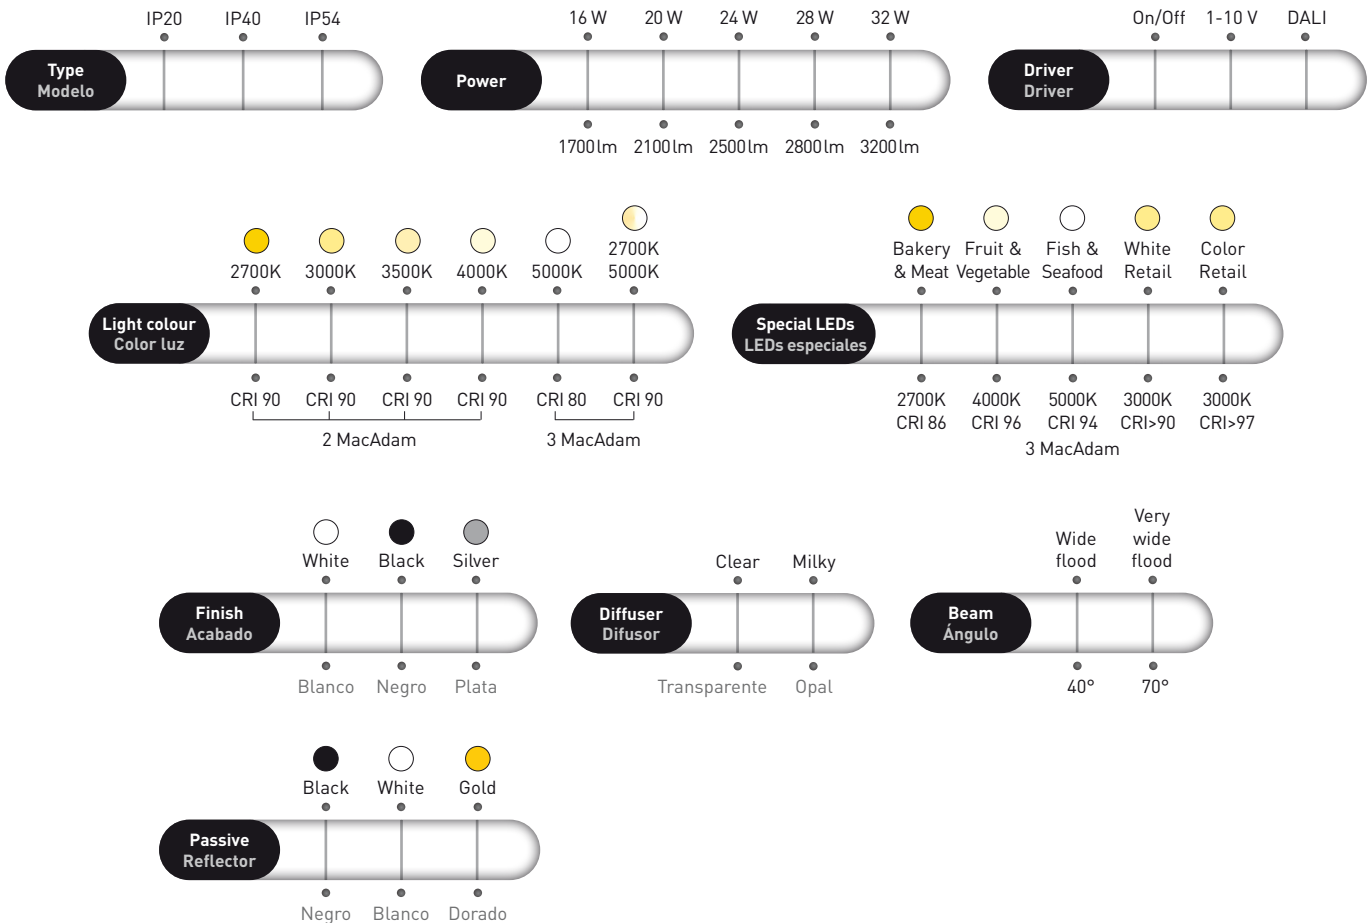 IP20 IP40 IP54
Type
Modelo
16 W 20 W 24 W 28 W 32 W
Power
1700lm 2100lm 2500lm 2800lm 3200lm
On/Off 1-10 V DALI
Driver
Driver
2700K
2700K 3000K 3500K 4000K 5000K 5000K
Light colour
Color luz
CRI 90 CRI 90 CRI 90 CRI 90 CRI 80 CRI 90
2 MacAdam 3 MacAdam
Bakery Fruit & Fish & White Color
& Meat Vegetable Seafood Retail Retail
Special LEDs
LEDs especiales
2700K 4000K 5000K 3000K 3000K
CRI 86 CRI 96 CRI 94 CRI>90 CRI>97
3 MacAdam
White Black Silver
Finish
Acabado
Blanco Negro Plata
Clear Milky
Diffuser
Difusor
Transparente Opal
Very
Wide wide
flood flood
Beam
Ángulo
40° 70°
Black White Gold
Passive
Reflector
Negro Blanco Dorado